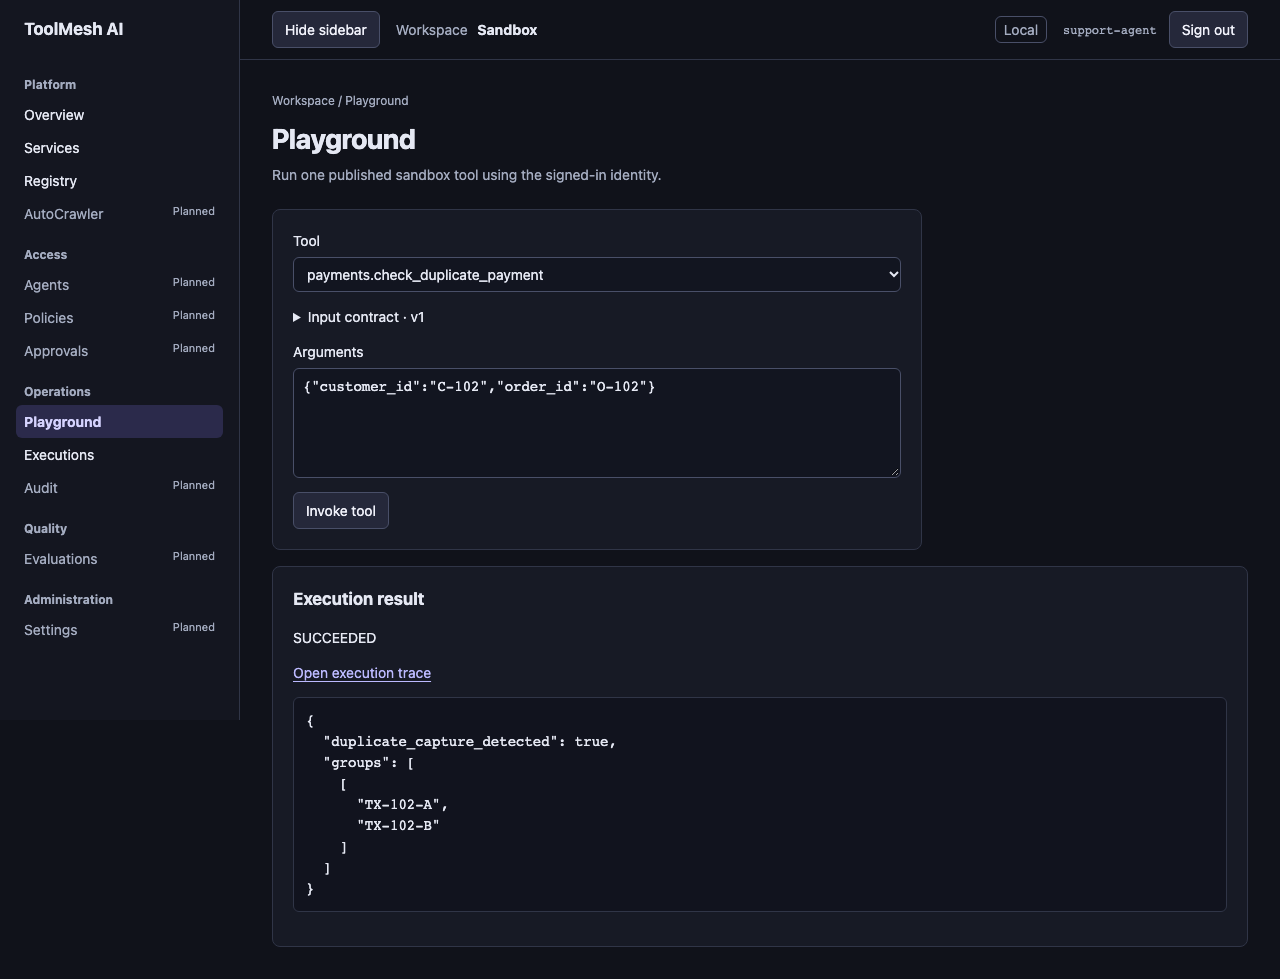 ToolMesh AI
Platform
Overview
Services
Registry
AutoCrawler Planned
Access
Agents Planned
Policies Planned
Approvals Planned
Operations
Playground
Executions
Audit Planned
Quality
Evaluations Planned
Administration
Settings Planned
Hide sidebar Workspace Sandbox Local support-agent Sign out
Workspace / Playground
Playground
Run one published sandbox tool using the signed-in identity.
Tool
payments.check_duplicate_payment
Input contract · v1
Arguments
{"customer_id":"C-102","order_id":"O-102"}
Invoke tool
Execution result
SUCCEEDED
Open execution trace
{
  "duplicate_capture_detected": true,
  "groups": [
    [
      "TX-102-A",
      "TX-102-B"
    ]
  ]
}